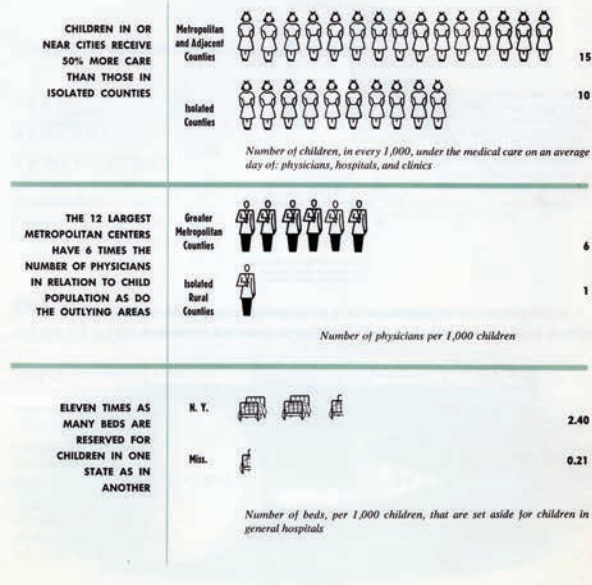 CHILDREN IN OR
NEAR CITIES RECEIVE
50% MORE CARE
THAN THOSE IN
ISOLATED COUNTIES
Metropolitan
and Adjacent
Counties
15
Isolated
Counties
10
Number of children, in every 1,000, under the medical care on an average
day of: physicians, hospitals, and clinics
THE 12 LARGEST
METROPOLITAN CENTERS
HAVE 6 TIMES THE
NUMBER OF PHYSICIANS
IN RELATION TO CHILD
POPULATION AS DO
THE OUTLYING AREAS
Greater
Metropolitan
Counties
6
Isolated
Rural
Counties
1
Number of physicians per 1,000 children
ELEVEN TIMES AS
MANY BEDS ARE
RESERVED FOR
CHILDREN IN ONE
STATE AS IN
ANOTHER
N. Y.
2.40
Miss.
0.21
Number of beds, per 1,000 children, that are set aside for children in
general hospitals